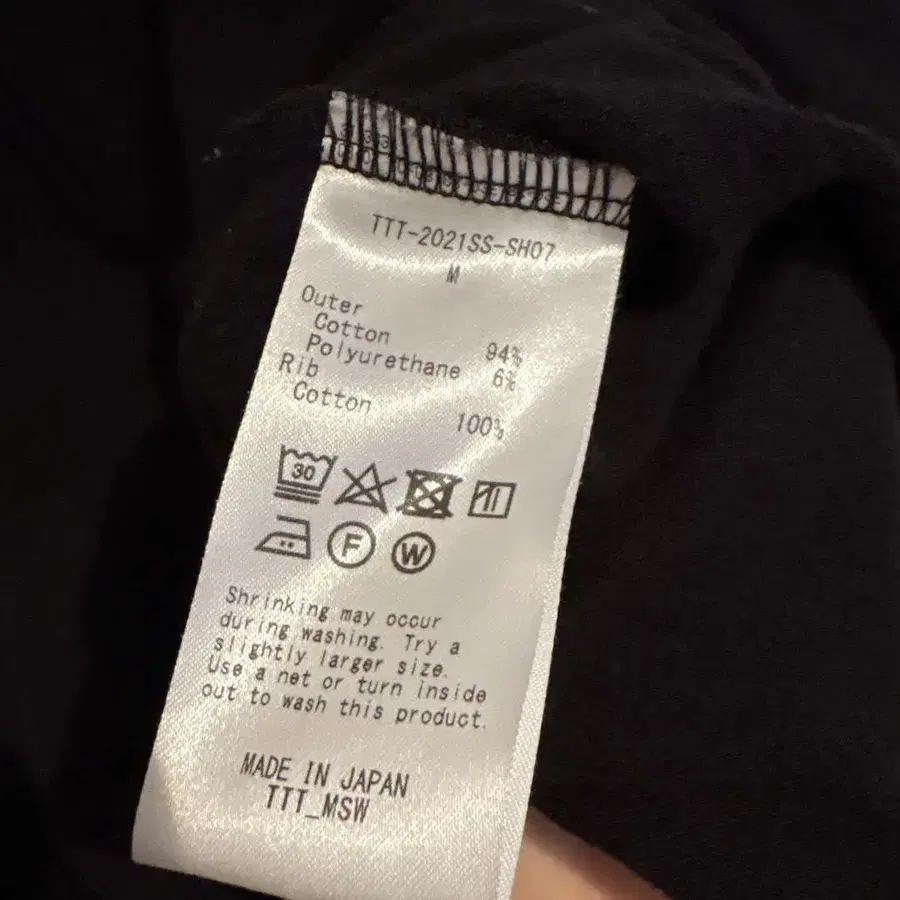 TTT-2021SS-SH07
M
Outer
Cotton 94%
Polyurethane 6%
Rib
Cotton 100%
30
F W
Shrinking may occur
during washing. Try a
slightly larger size.
Use a net or turn inside
out to wash this product.
MADE IN JAPAN
TTT_MSW